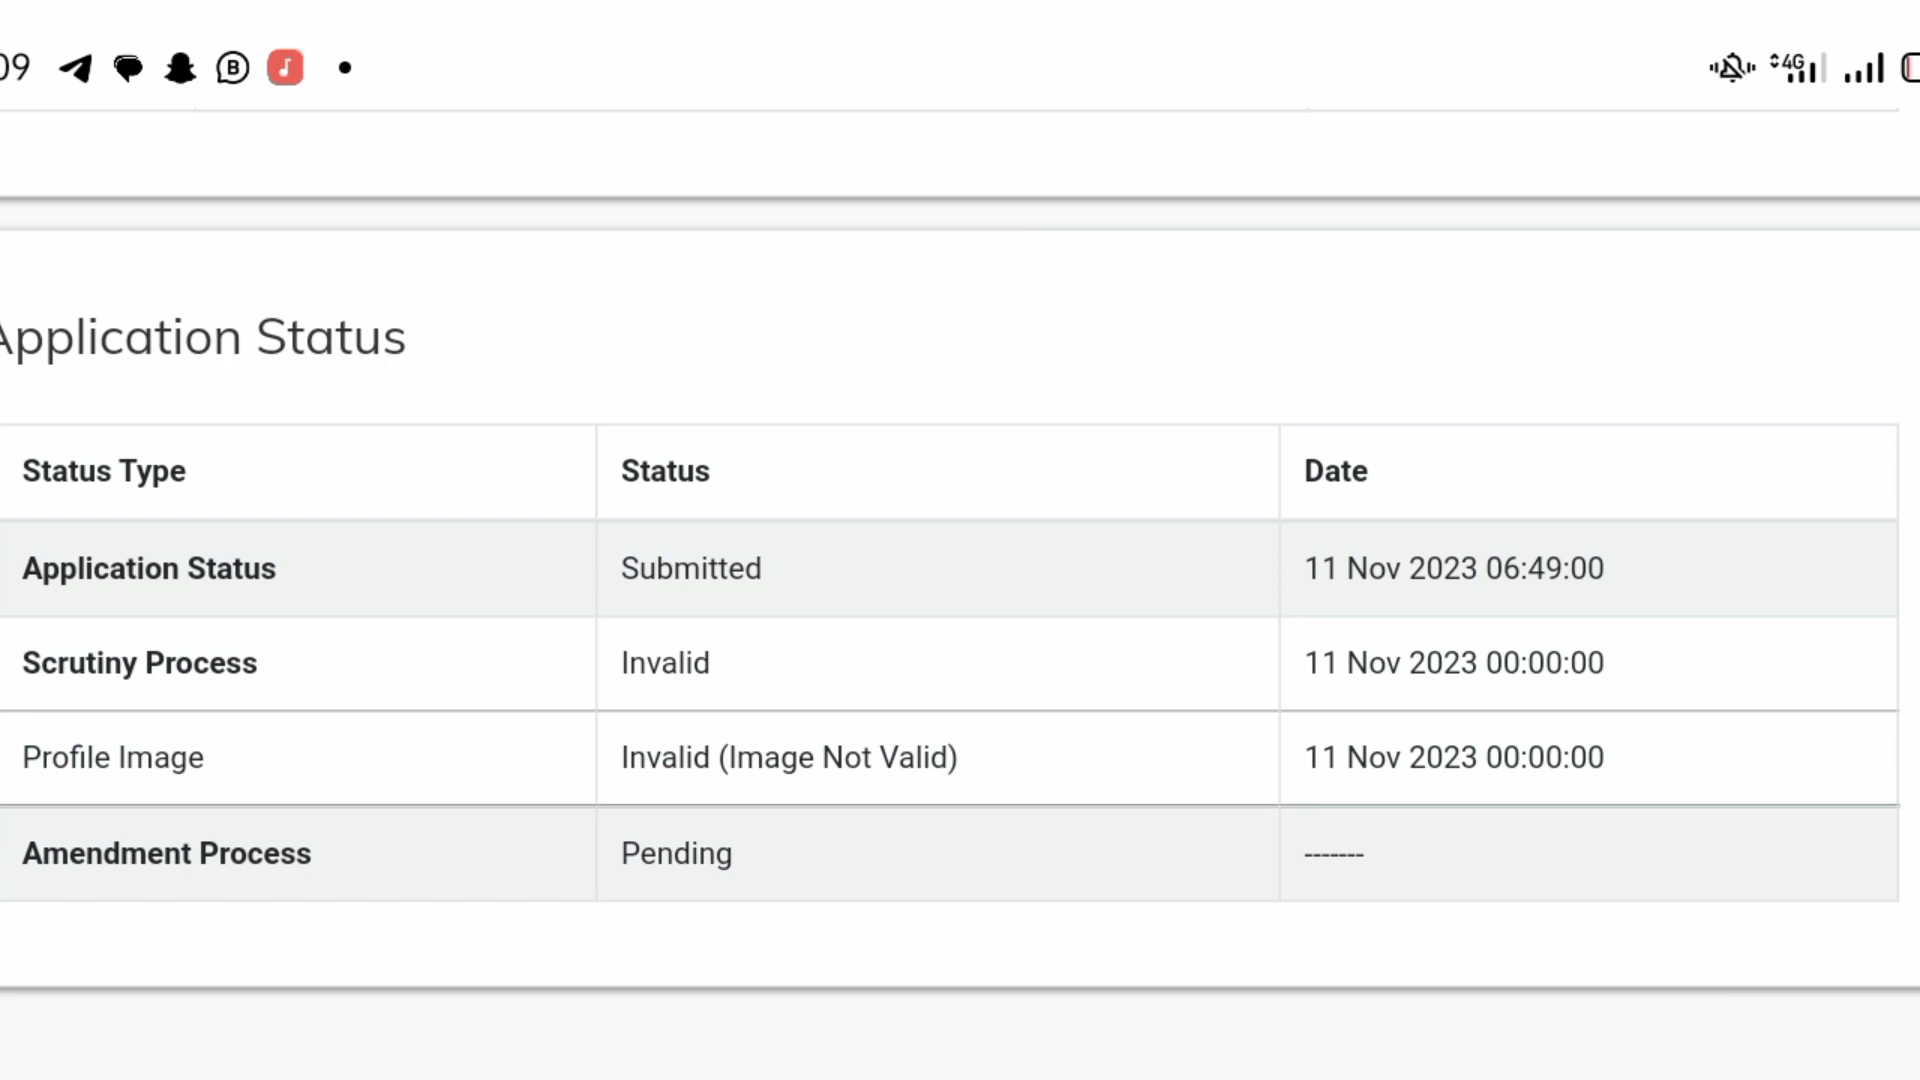 09 4G
Application Status
Status Type Status Date
Application Status Submitted 11 Nov 2023 06:49:00
Scrutiny Process Invalid 11 Nov 2023 00:00:00
Profile Image Invalid (Image Not Valid) 11 Nov 2023 00:00:00
Amendment Process Pending -------